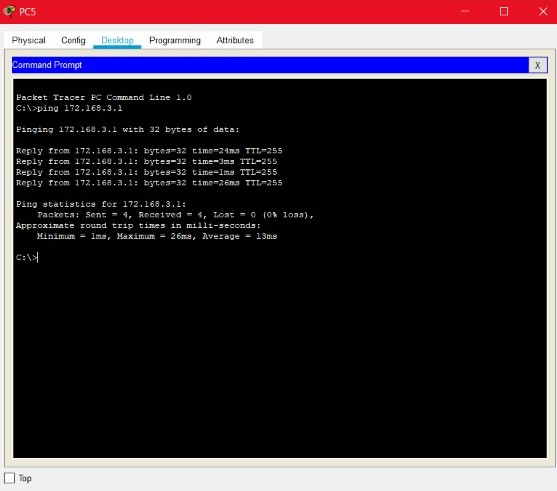 PC5
Physical Config Desktop Programming Attributes
Command Prompt X
Packet Tracer PC Command Line 1.0
C:\>ping 172.168.3.1
Pinging 172.168.3.1 with 32 bytes of data:
Reply from 172.168.3.1: bytes=32 time=24ms TTL=255
Reply from 172.168.3.1: bytes=32 time=3ms TTL=255
Reply from 172.168.3.1: bytes=32 time=1ms TTL=255
Reply from 172.168.3.1: bytes=32 time=26ms TTL=255
Ping statistics for 172.168.3.1:
    Packets: Sent = 4, Received = 4, Lost = 0 (0% loss),
Approximate round trip times in milli-seconds:
    Minimum = 1ms, Maximum = 26ms, Average = 13ms
C:\>
Top